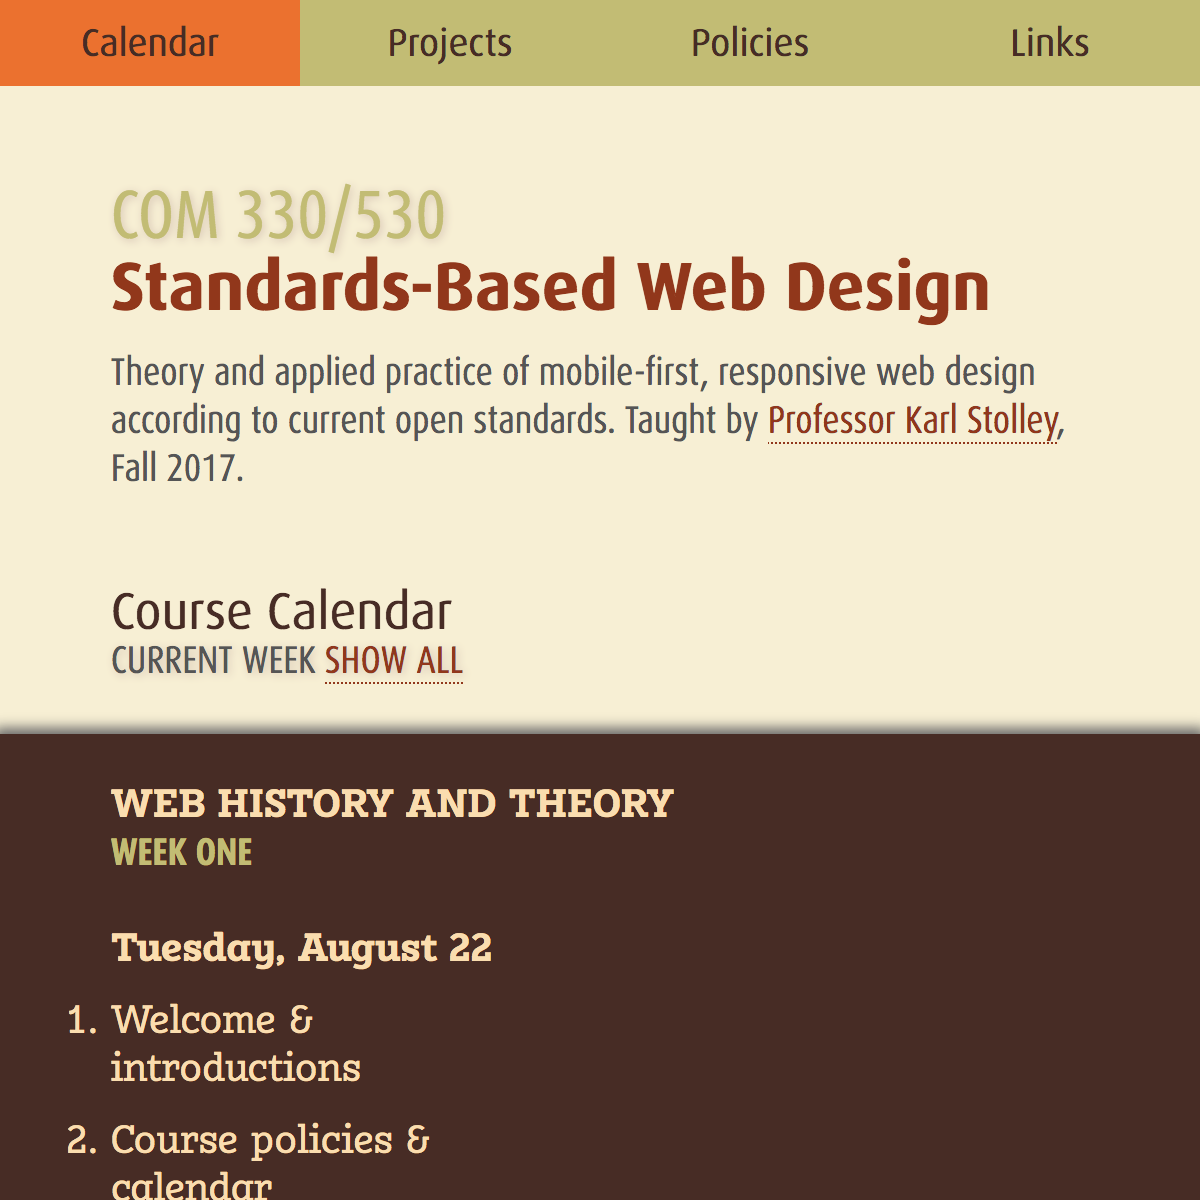 Calendar Projects Policies Links
COM 330/530
Standards-Based Web Design
Theory and applied practice of mobile-first, responsive web design
according to current open standards. Taught by Professor Karl Stolley,
Fall 2017.
Course Calendar
CURRENT WEEK SHOW ALL
WEB HISTORY AND THEORY
WEEK ONE
Tuesday, August 22
1. Welcome &
introductions
2. Course policies &
calendar